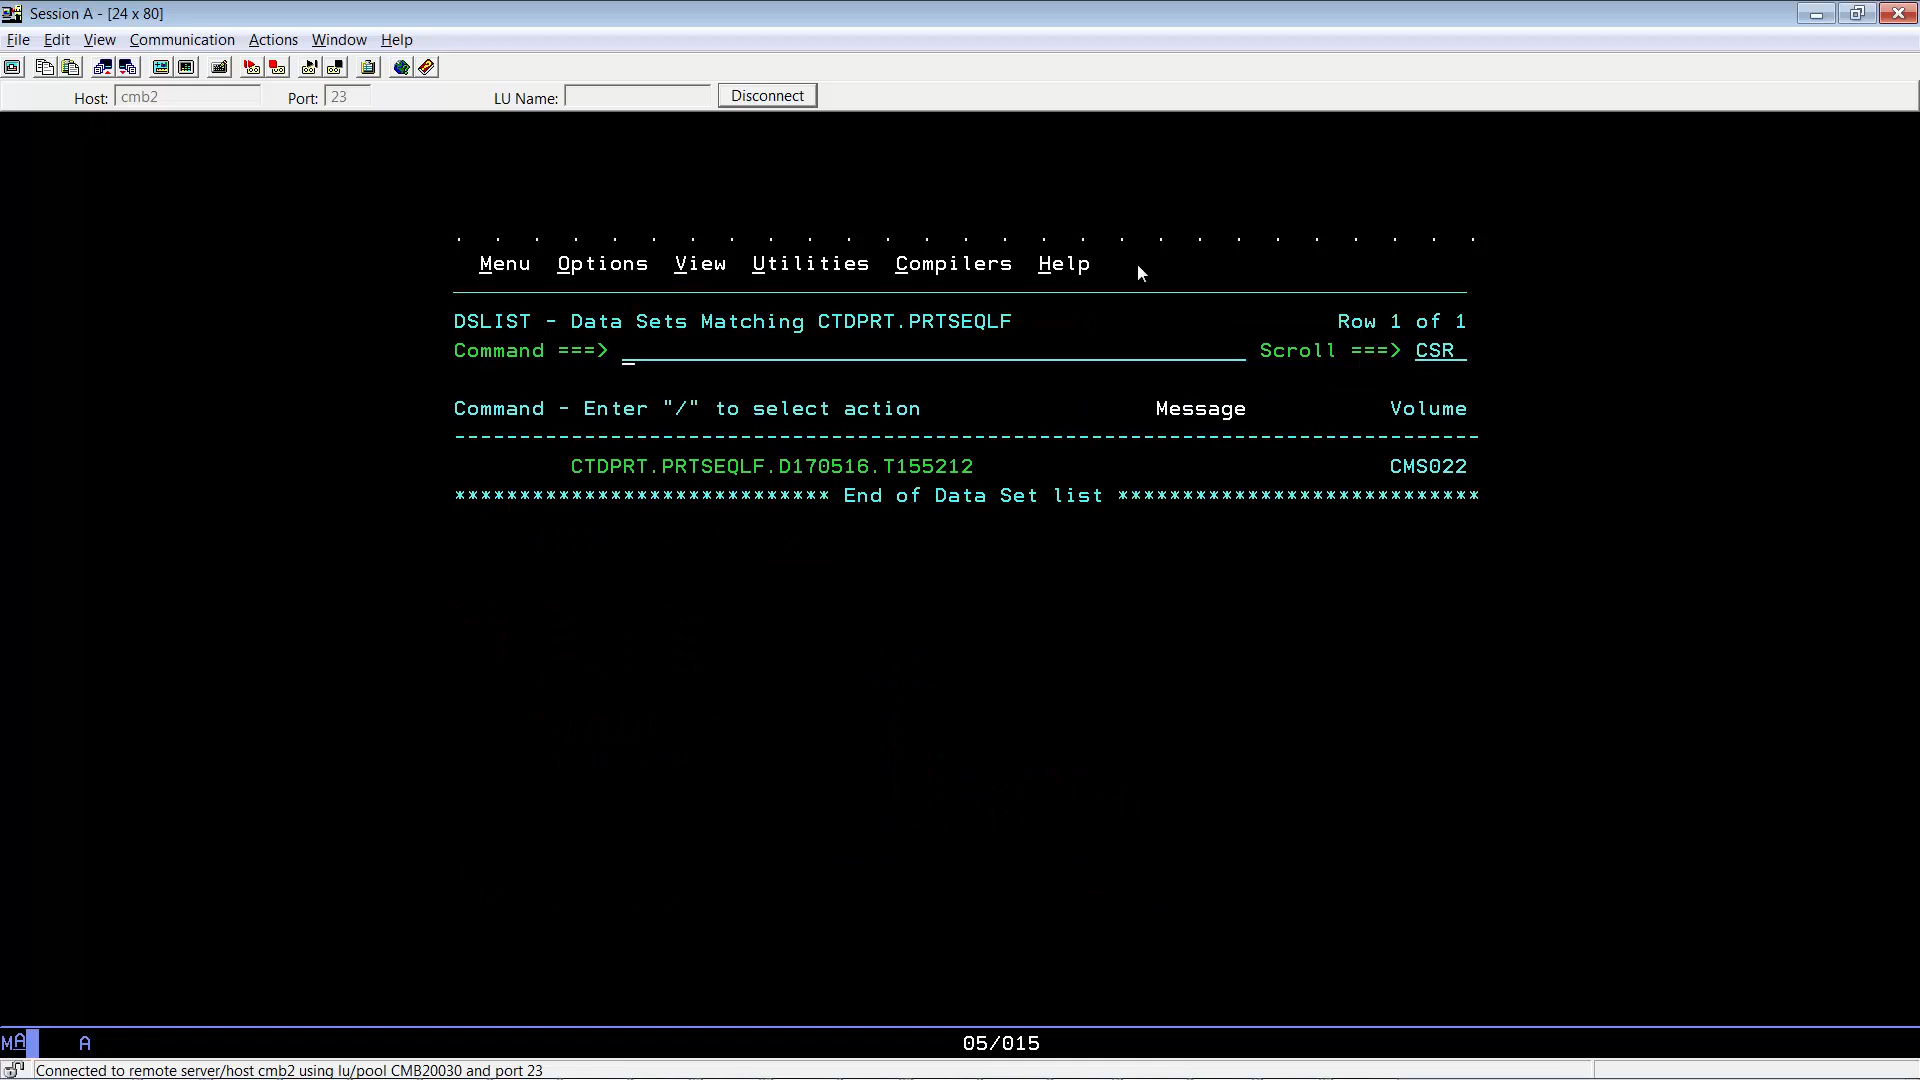 Session A - [24 x 80]
File Edit View Communication Actions Window Help
Host: cmb2 Port: 23 LU Name: Disconnect
. . . . . . . . . . . . . . . . . . . . . . . . . . .
Menu Options View Utilities Compilers Help
DSLIST - Data Sets Matching CTDPRT.PRTSEQLF Row 1 of 1
Command ===> Scroll ===> CSR
Command - Enter "/" to select action Message Volume
-------------------------------------------------------------------------------
CTDPRT.PRTSEQLF.D170516.T155212 CMS022
***************************** End of Data Set list ****************************
MA A 05/015
Connected to remote server/host cmb2 using lu/pool CMB20030 and port 23